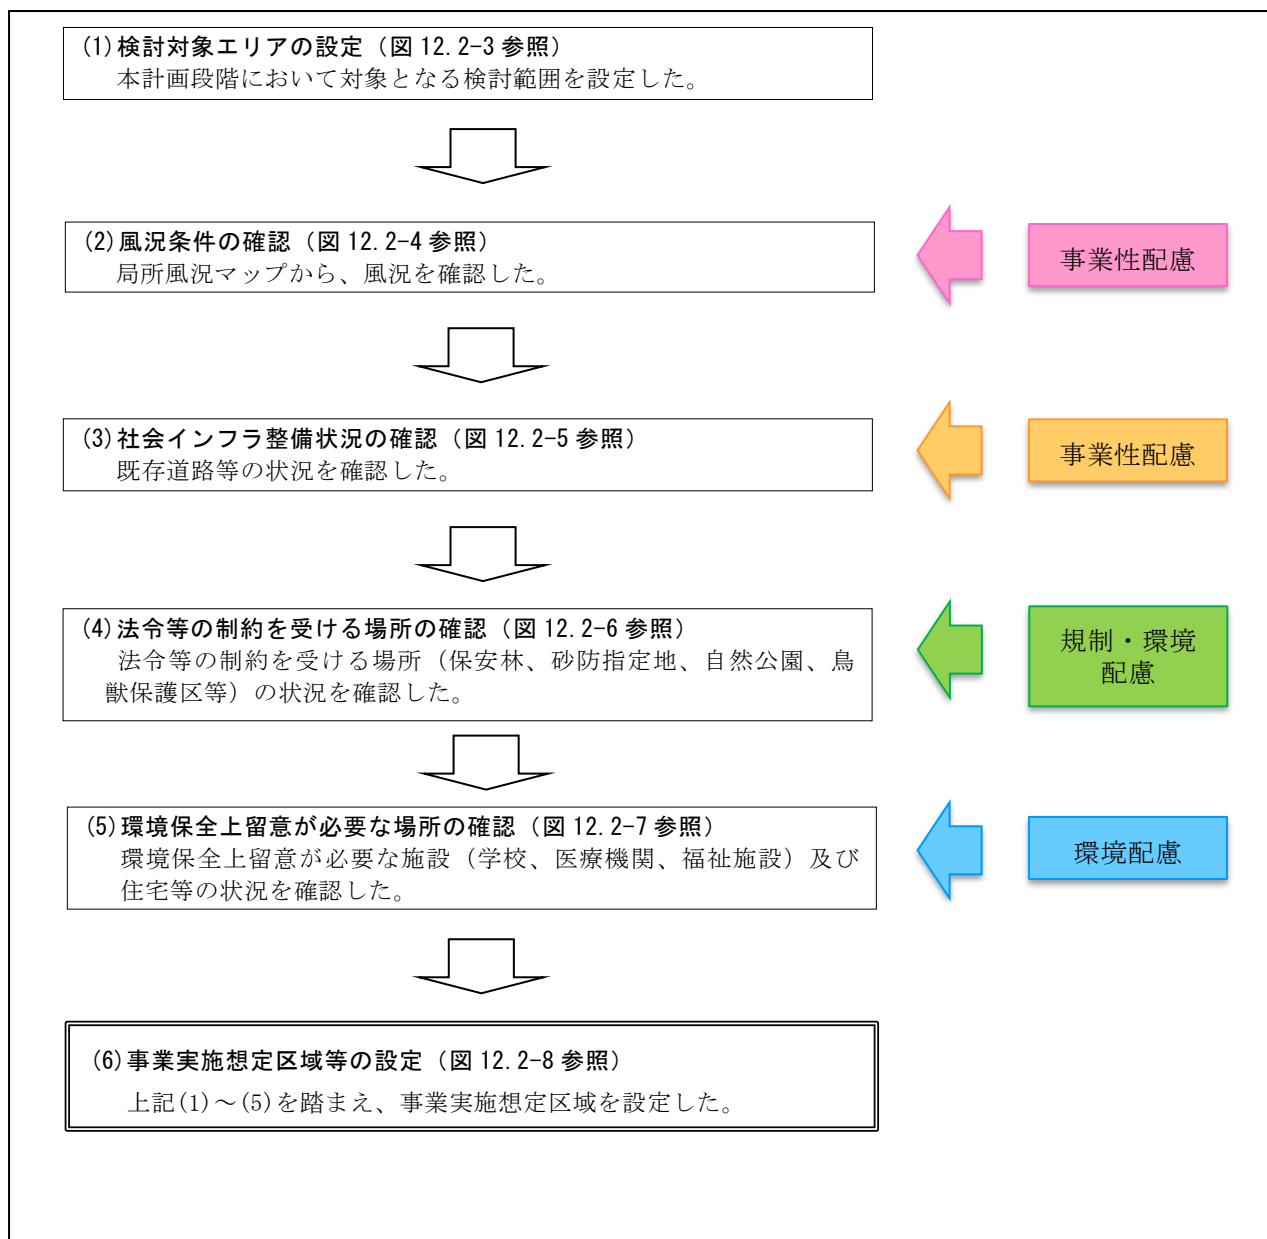 (1)検討対象エリアの設定（図 12.2-3 参照）
本計画段階において対象となる検討範囲を設定した。
(2)風況条件の確認（図 12.2-4 参照）
局所風況マップから、風況を確認した。
事業性配慮
(3)社会インフラ整備状況の確認（図 12.2-5 参照）
既存道路等の状況を確認した。
事業性配慮
(4)法令等の制約を受ける場所の確認（図 12.2-6 参照）
法令等の制約を受ける場所（保安林、砂防指定地、自然公園、鳥
獣保護区等）の状況を確認した。
規制・環境
配慮
(5)環境保全上留意が必要な場所の確認（図 12.2-7 参照）
環境保全上留意が必要な施設（学校、医療機関、福祉施設）及び
住宅等の状況を確認した。
環境配慮
(6)事業実施想定区域等の設定（図 12.2-8 参照）
上記(1)～(5)を踏まえ、事業実施想定区域を設定した。